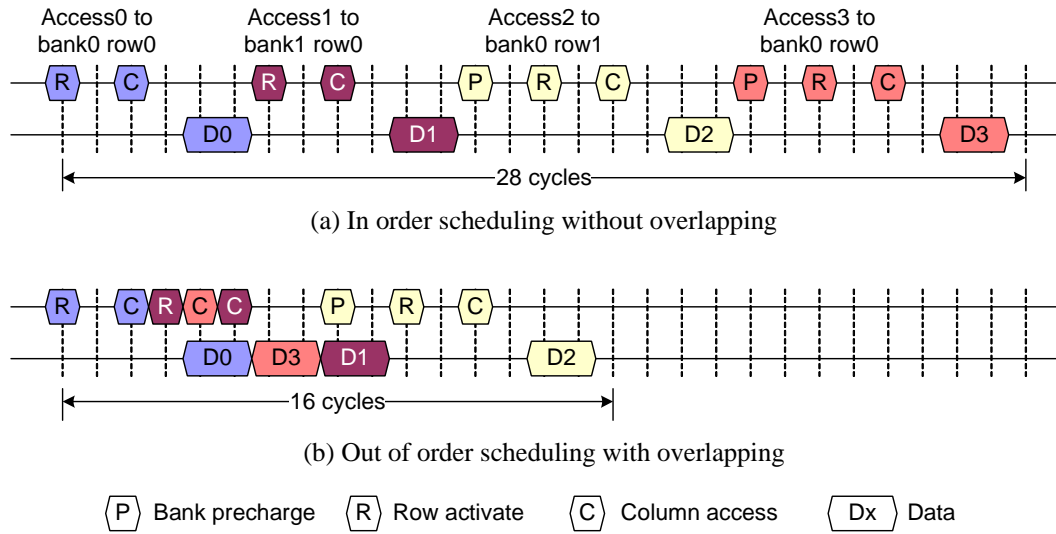 Access0 to Access1 to Access2 to Access3 to
bank0 row0 bank1 row0 bank0 row1 bank0 row0
R C R C P R C P R C
D0 D1 D2 D3
28 cycles
(a) In order scheduling without overlapping
R C R C C P R C
D0 D3 D1 D2
16 cycles
(b) Out of order scheduling with overlapping
P Bank precharge R Row activate C Column access Dx Data